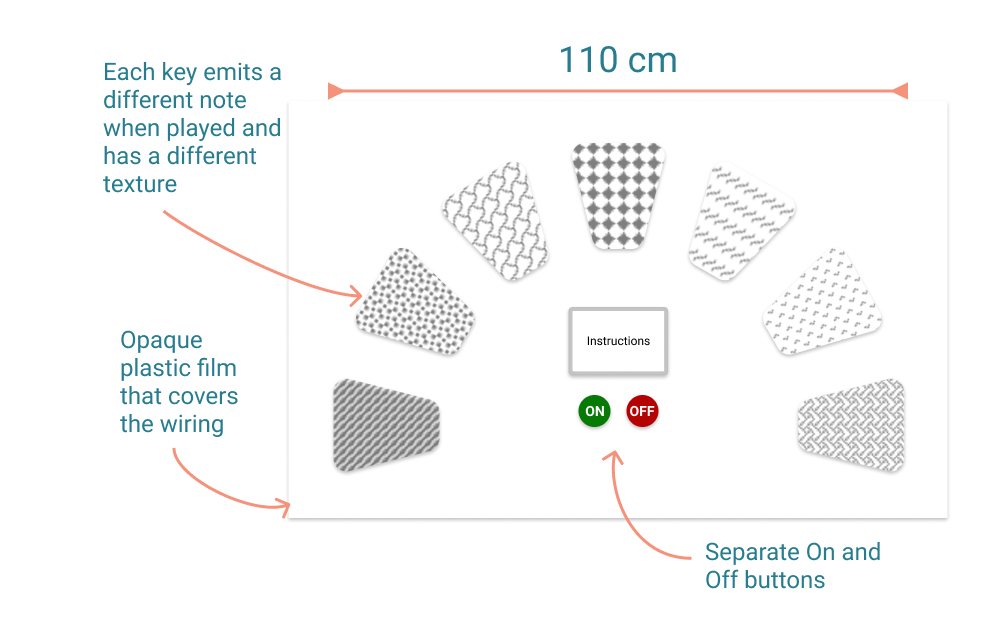 110 cm
Each key emits a
different note
when played and
has a different
texture
Instructions
Opaque
plastic film
that covers
the wiring
ON
OFF
Separate On and
Off buttons